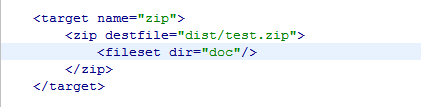 <target name="zip">
<zip destfile="dist/test.zip">
<fileset dir="doc"/>
</zip>
</target>